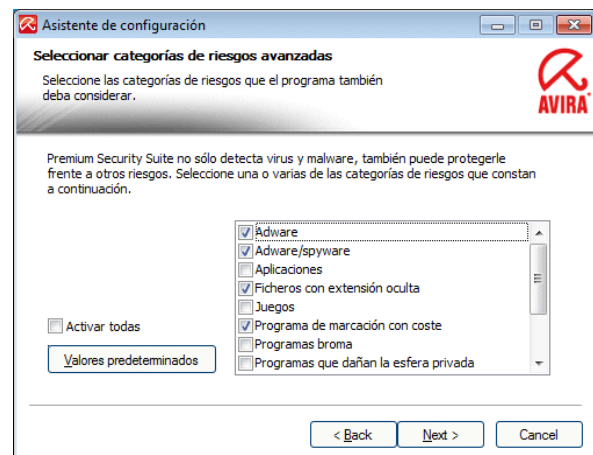 Asistente de configuración
Seleccionar categorías de riesgos avanzadas
Seleccione las categorías de riesgos que el programa también
deba considerar.
AVIRA
Premium Security Suite no sólo detecta virus y malware, también puede protegerle
frente a otros riesgos. Seleccione una o varias de las categorías de riesgos que constan
a continuación.
Adware
Adware/spyware
Aplicaciones
Ficheros con extensión oculta
Juegos
Programa de marcación con coste
Programas broma
Programas que dañan la esfera privada
Activar todas
Valores predeterminados
< Back
Next >
Cancel